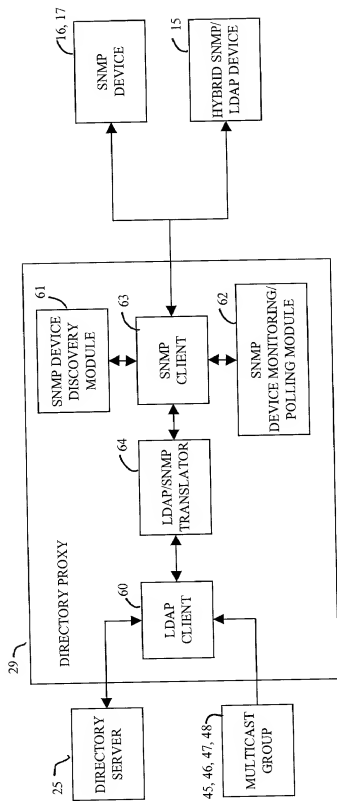 29
DIRECTORY PROXY
25
DIRECTORY
SERVER
45, 46, 47, 48
MULTICAST
GROUP
60
LDAP
CLIENT
64
LDAP/SNMP
TRANSLATOR
61
SNMP DEVICE
DISCOVERY
MODULE
63
SNMP
CLIENT
62
SNMP
DEVICE MONITORING/
POLLING MODULE
16, 17
SNMP
DEVICE
15
HYBRID SNMP/
LDAP DEVICE